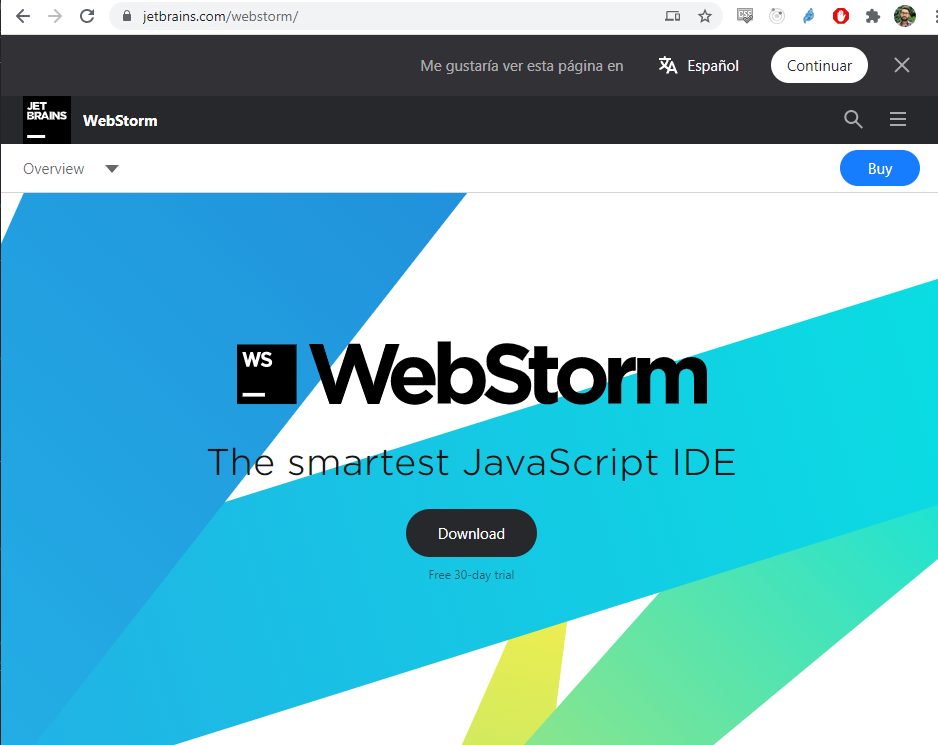 jetbrains.com/webstorm/
Me gustaría ver esta página en
Español
Continuar
JET
BRAINS
WebStorm
Overview
Buy
WS
WebStorm
The smartest JavaScript IDE
Download
Free 30-day trial